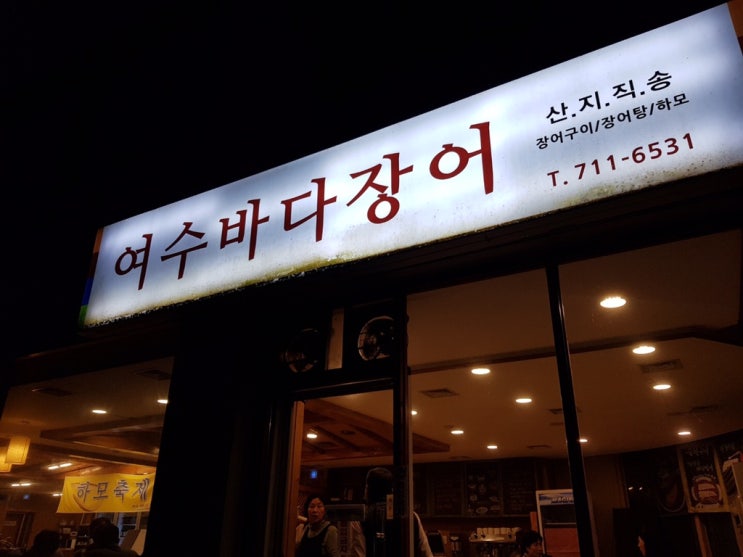 여수바다장어
산.지.직.송
장어구이/장어탕/하모
T. 711-6531
하모축제